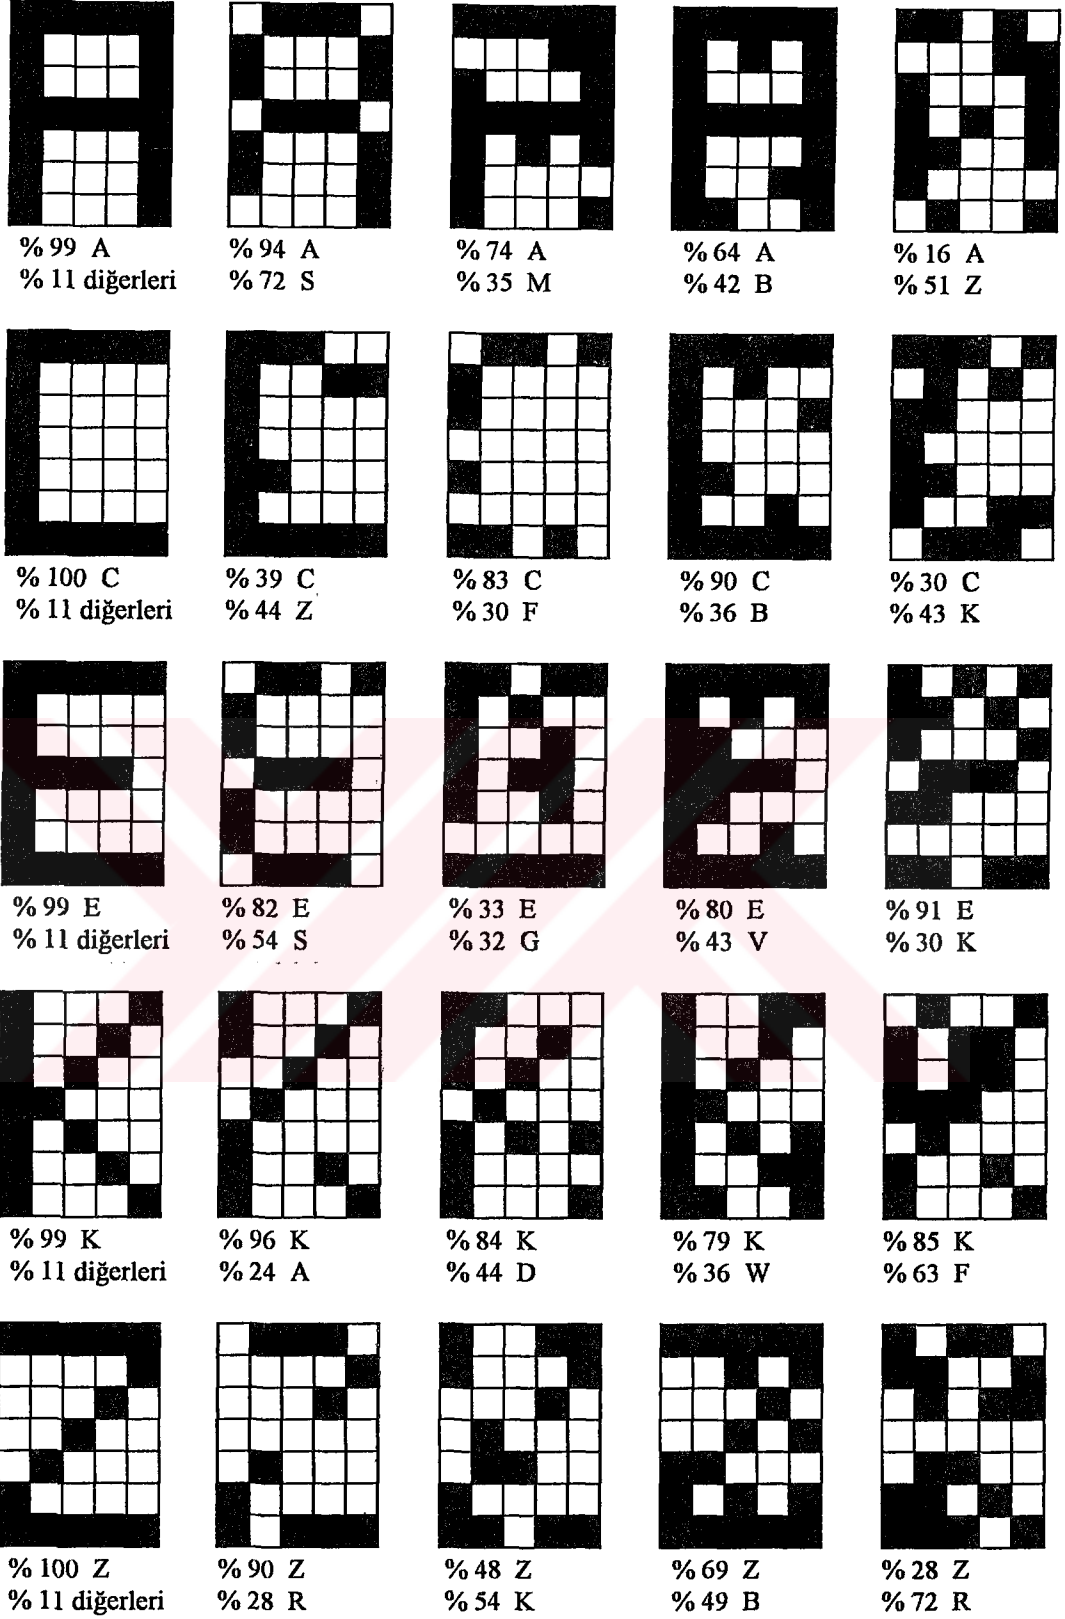 % 99 A
% 11 diğerleri
% 94 A
% 72 S
% 74 A
% 35 M
% 64 A
% 42 B
% 16 A
% 51 Z
% 100 C
% 11 diğerleri
% 39 C
% 44 Z
% 83 C
% 30 F
% 90 C
% 36 B
% 30 C
% 43 K
% 99 E
% 11 diğerleri
% 82 E
% 54 S
% 33 E
% 32 G
% 80 E
% 43 V
% 91 E
% 30 K
% 99 K
% 11 diğerleri
% 96 K
% 24 A
% 84 K
% 44 D
% 79 K
% 36 W
% 85 K
% 63 F
% 100 Z
% 11 diğerleri
% 90 Z
% 28 R
% 48 Z
% 54 K
% 69 Z
% 49 B
% 28 Z
% 72 R